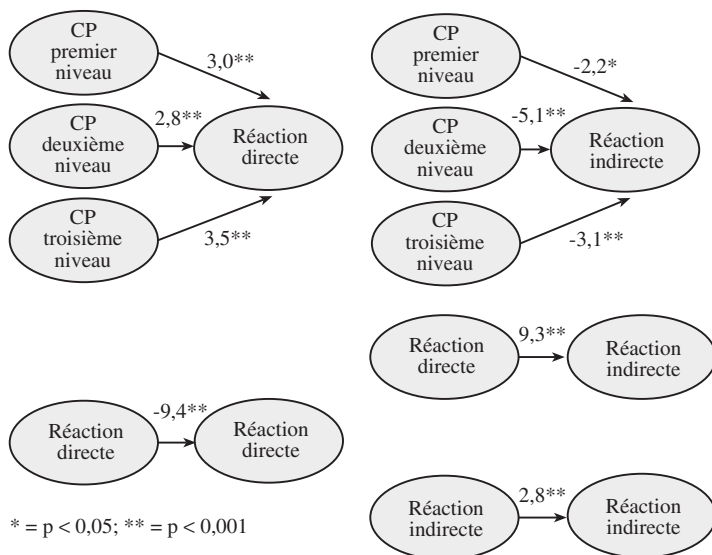 CP
premier
niveau
3,0**
CP
deuxième
niveau
2,8**
Réaction
directe
CP
troisième
niveau
3,5**
Réaction
directe
-9,4**
Réaction
directe
* = p < 0,05; ** = p < 0,001
CP
premier
niveau
-2,2*
CP
deuxième
niveau
-5,1**
Réaction
indirecte
CP
troisième
niveau
-3,1**
Réaction
directe
9,3**
Réaction
indirecte
Réaction
indirecte
2,8**
Réaction
indirecte